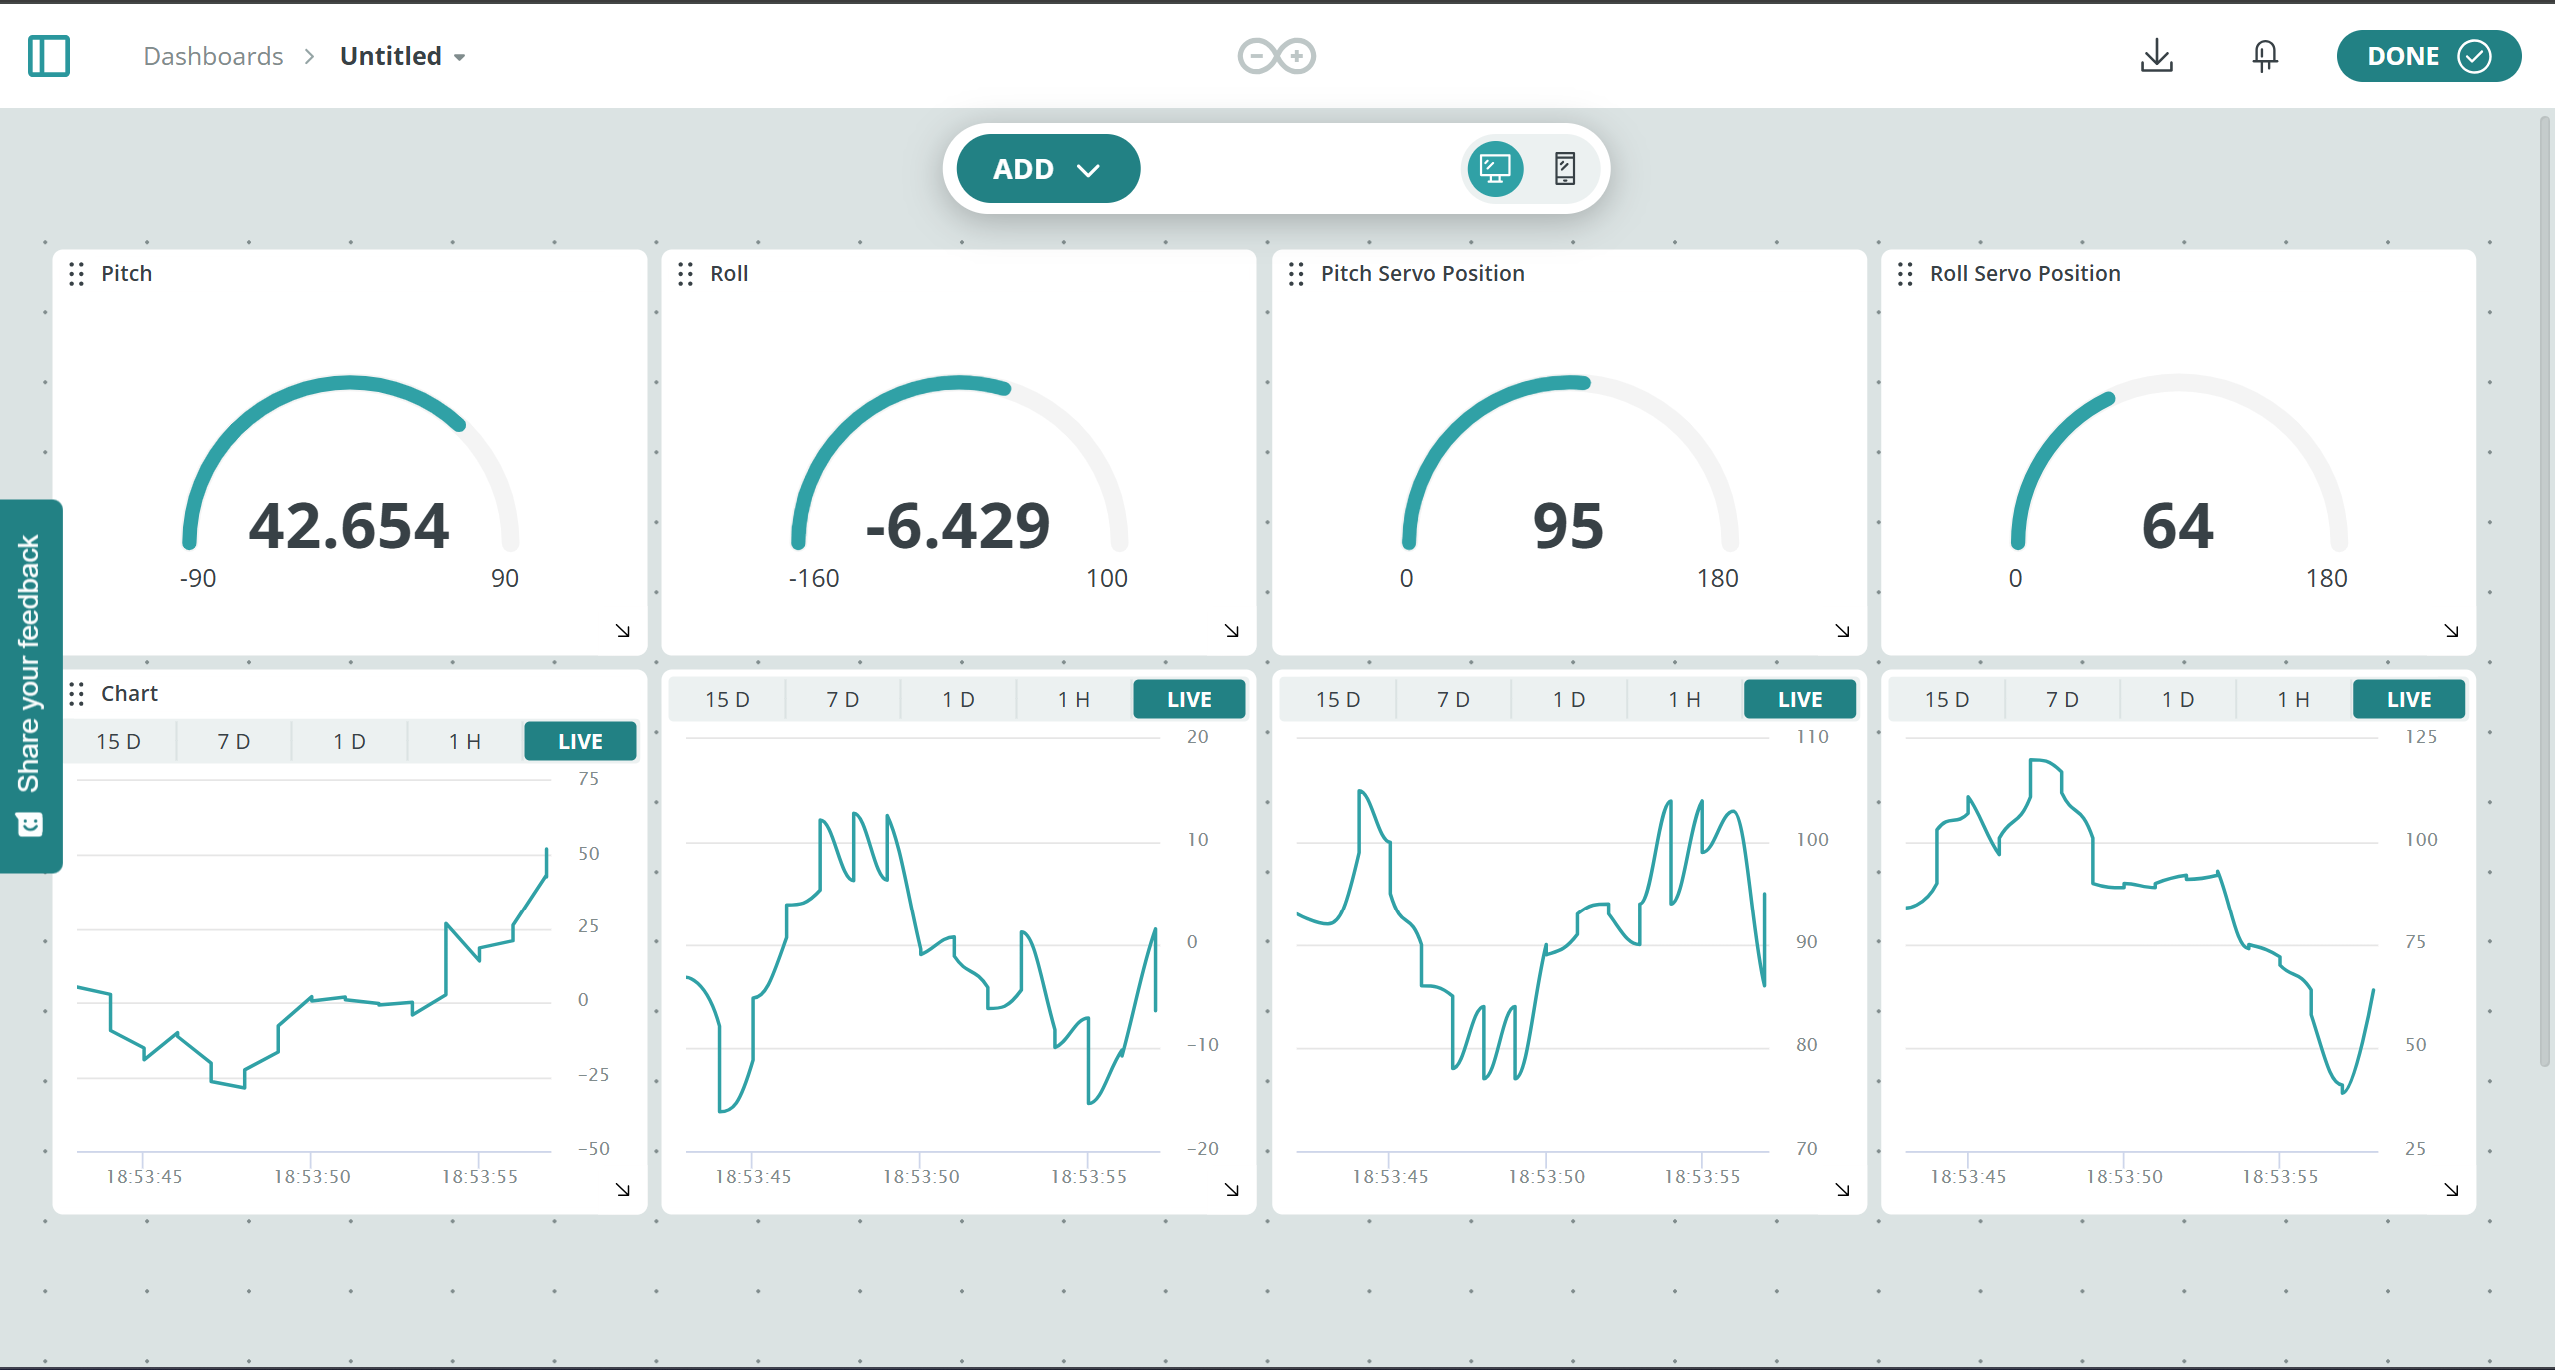 Dashboards > Untitled
DONE
ADD
Share your feedback
Pitch
42.654
-90 90
Roll
-6.429
-160 100
Pitch Servo Position
95
0 180
Roll Servo Position
64
0 180
Chart
15 D 7 D 1 D 1 H LIVE
75
50
25
0
−25
−50
18:53:45 18:53:50 18:53:55
15 D 7 D 1 D 1 H LIVE
20
10
0
−10
−20
18:53:45 18:53:50 18:53:55
15 D 7 D 1 D 1 H LIVE
110
100
90
80
70
18:53:45 18:53:50 18:53:55
15 D 7 D 1 D 1 H LIVE
125
100
75
50
25
18:53:45 18:53:50 18:53:55